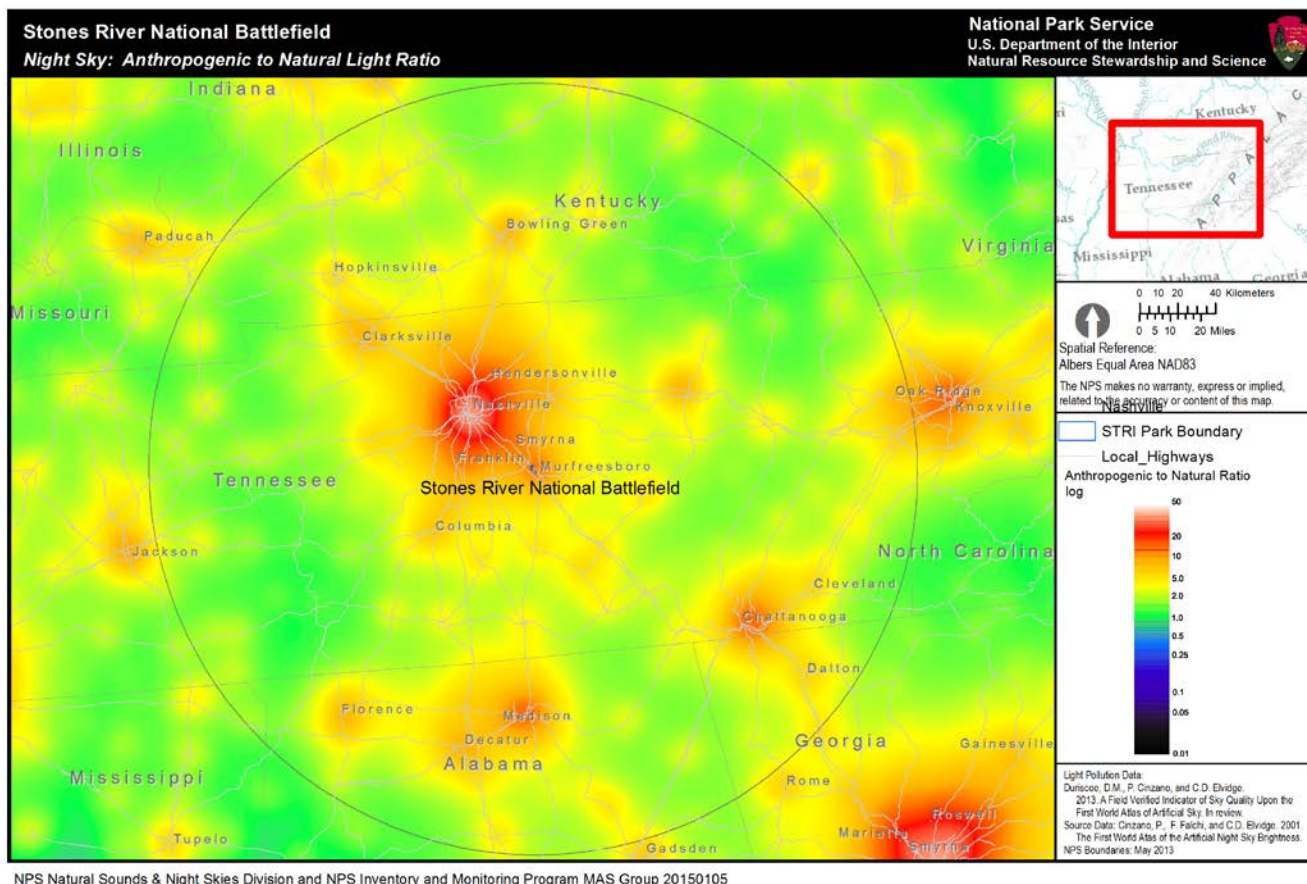 Stones River National Battlefield
Night Sky: Anthropogenic to Natural Light Ratio
National Park Service
U.S. Department of the Interior
Natural Resource Stewardship and Science
Indiana
Illinois
Kentucky
Bowling Green
Paducah
Virginia
Hopkinsville
Missouri
Clarksville
Hendersonville
Nashville
Oak Ridge
Knoxville
Smyrna
Franklin
Murfreesboro
Tennessee
Stones River National Battlefield
Columbia
Jackson
North Carolina
Cleveland
Chattanooga
Dalton
Florence
Madison
Decatur
Georgia
Gainesville
Alabama
Mississippi
Rome
Roswell
Marietta
Smyrna
Tupelo
Gadsden
Kentucky
Tennessee
A P P A L A C
Mississippi
Alabama
Georgia
0 10 20 40 Kilometers
0 5 10 20 Miles
Spatial Reference:
Albers Equal Area NAD83
The NPS makes no warranty, express or implied,
related to the accurracy or content of this map.
Nashville
STRI Park Boundary
Local_Highways
Anthropogenic to Natural Ratio
log
50
20
10
5.0
2.0
1.0
0.5
0.25
0.1
0.05
0.01
Light Pollution Data:
Duriscoe, D.M., P. Cinzano, and C.D. Elvidge.
2013. A Field Verified Indicator of Sky Quality Upon the
First World Atlas of Artificial Sky. In review.
Source Data: Cinzano, P., F. Falchi, and C.D. Elvidge. 2001.
The First World Atas of the Artificial Night Sky Brightness.
NPS Boundaries: May 2013
NPS Natural Sounds & Night Skies Division and NPS Inventory and Monitoring Program MAS Group 20150105